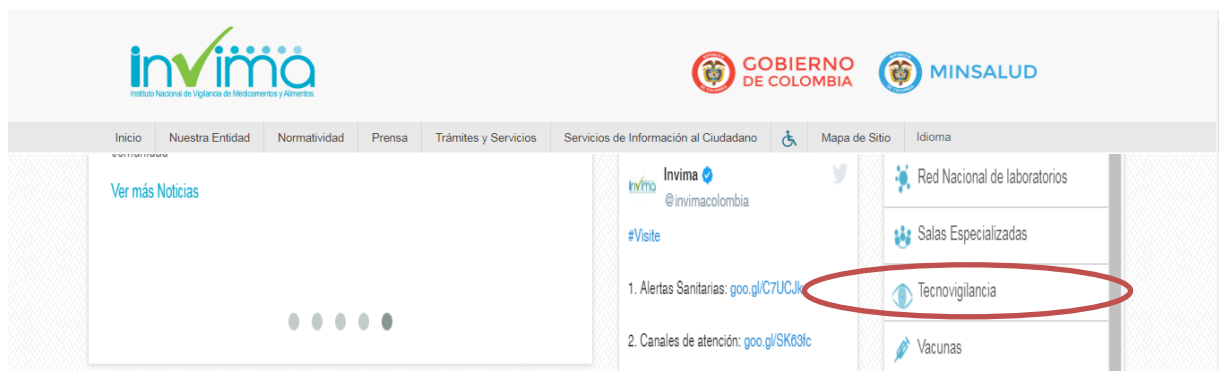 invima
Instituto Nacional de Vigilancia de Medicamentos y Alimentos.
GOBIERNO
DE COLOMBIA
MINSALUD
Inicio Nuestra Entidad Normatividad Prensa Trámites y Servicios Servicios de Información al Ciudadano Mapa de Sitio Idioma
Ver más Noticias
Invima
invima
@invimacolombia
#Visite
1. Alertas Sanitarias: goo.gl/C7UCJk
2. Canales de atención: goo.gl/SK63fc
Red Nacional de laboratorios
Salas Especializadas
Tecnovigilancia
Vacunas